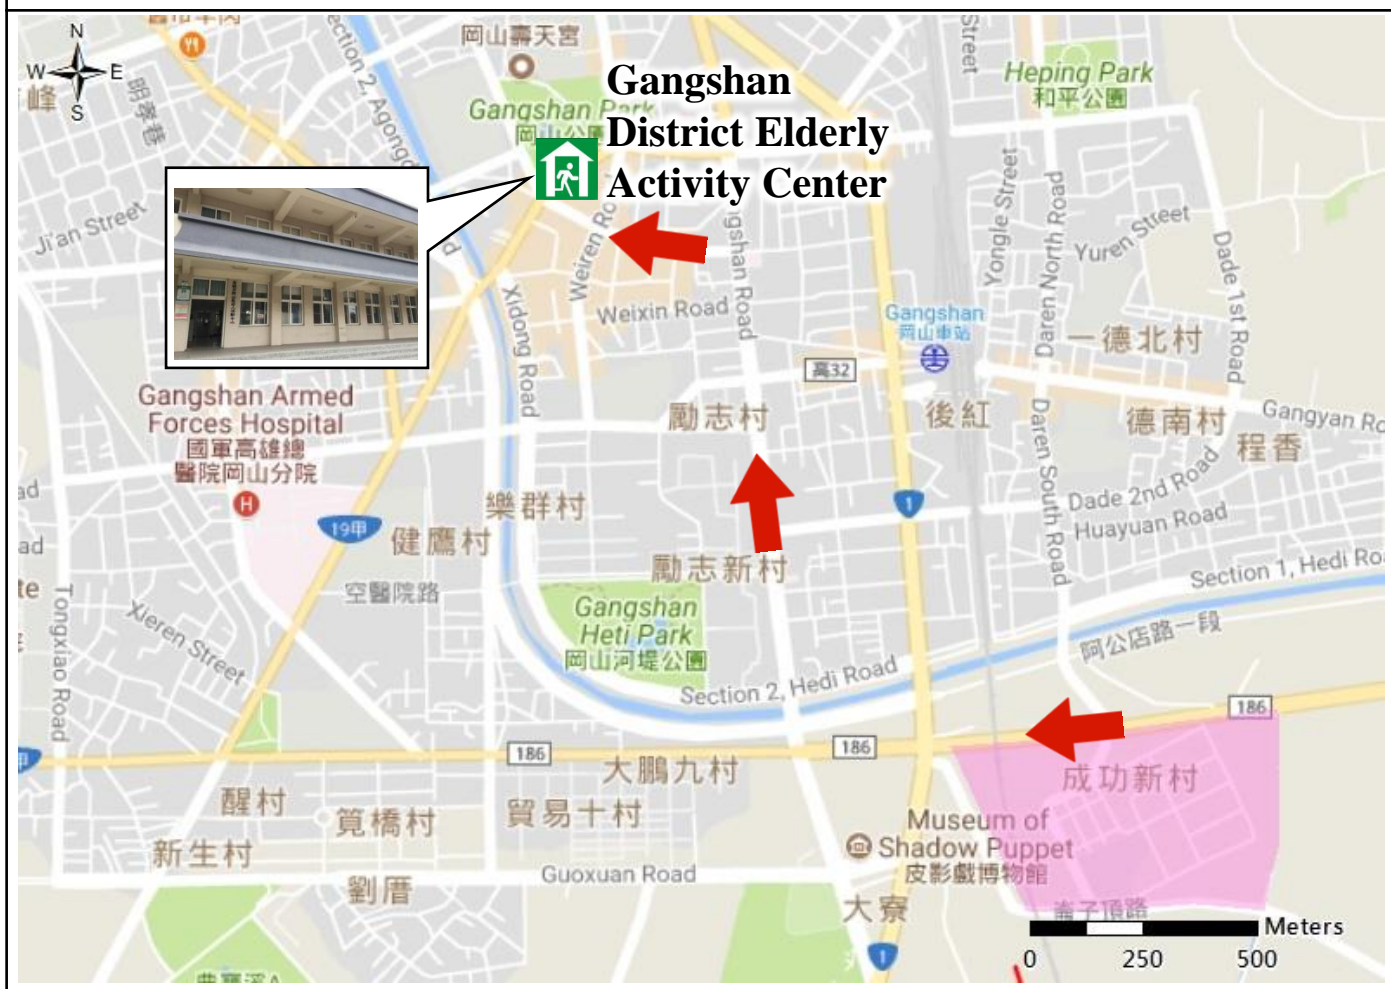 N
W
E
S
岡山壽天宮
Gangshan Park
岡山公園
Gangshan
District Elderly
Activity Center
Heping Park
和平公園
明孝巷
Ji'an Street
Street
Yongle Street
Daren North Road
Yuren Street
Dade 1st Road
Xidong Road
Weixin Road
Gangshan
岡山車站
高32
一德北村
Gangshan Armed
Forces Hospital
國軍高雄總
醫院岡山分院
H
勵志村
後紅
德南村
程香
Daren South Road
Dade 2nd Road
Huayuan Road
1
樂群村
19甲
健鷹村
勵志新村
空醫院路
Section 1, Hedi
Tongxiao Road
Xieren Street
Gangshan
Heti Park
岡山河堤公園
阿公店路一段
Section 2, Hedi Road
186
186
186
大鵬九村
成功新村
醒村
筧橋村
貿易十村
新生村
Museum of
Shadow Puppet
皮影戲博物館
劉厝
Guoxuan Road
大寮
1
Meters
0 250 500